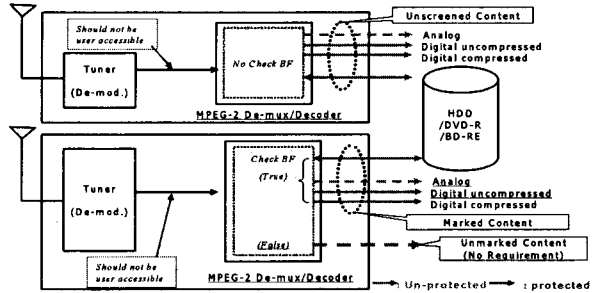 Unscreened Content
Should not be
user accessible
Analog
Digital uncompressed
Digital compressed
No Check BF
Tuner
(De-mod.)
MPEG-2 De-mux/Decoder
HDD
/DVD-R
/BD-RE
Check BF
(True)
Analog
Digital uncompressed
Digital compressed
Tuner
(De-mod.)
Marked Content
(False)
Unmarked Content
(No Requirement)
Should not be
user accessible
MPEG-2 De-mux/Decoder
: Un-protected
: protected